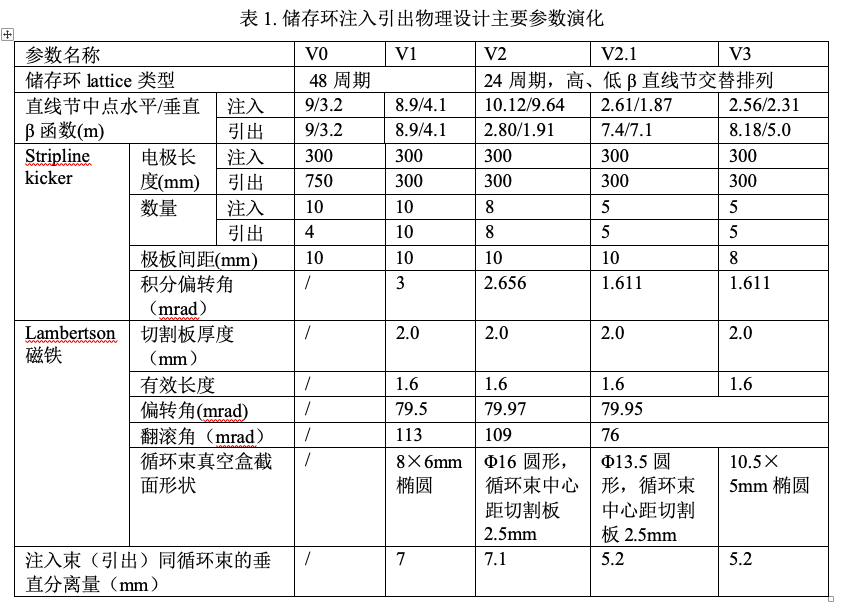 表 1. 储存环注入引出物理设计主要参数演化
参数名称 V0 V1 V2 V2.1 V3
储存环 lattice 类型 48 周期 24 周期，高、低 β 直线节交替排列
直线节中点水平/垂直 注入 9/3.2 8.9/4.1 10.12/9.64 2.61/1.87 2.56/2.31
β 函数(m) 引出 9/3.2 8.9/4.1 2.80/1.91 7.4/7.1 8.18/5.0
Stripline 电极长 注入 300 300 300 300 300
kicker 度(mm) 引出 750 300 300 300 300
数量 注入 10 10 8 5 5
引出 4 10 8 5 5
极板间距(mm) 10 10 10 10 8
积分偏转角 / 3 2.656 1.611 1.611
（mrad）
Lambertson 切割板厚度 / 2.0 2.0 2.0 2.0
磁铁 （mm）
有效长度 / 1.6 1.6 1.6 1.6
偏转角(mrad) / 79.5 79.97 79.95
翻滚角（mrad） / 113 109 76
循环束真空盒截 / 8×6mm Φ16 圆形， Φ13.5 圆 10.5×
面形状 椭圆 循环束中心 形，循环束 5mm 椭圆
距切割板 中心距切割
2.5mm 板 2.5mm
注入束（引出）同循环束的垂 / 7 7.1 5.2 5.2
直分离量（mm）